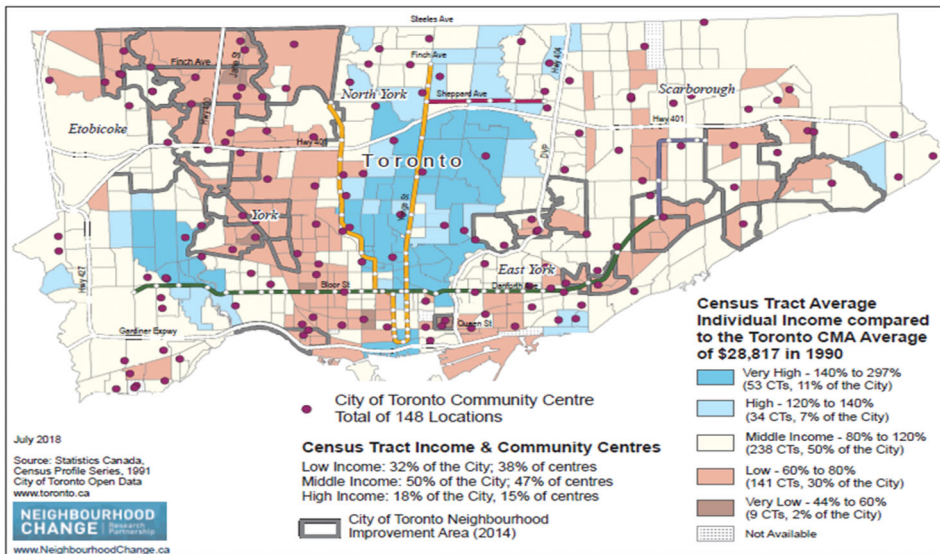 Steeles Ave
Finch Ave
Finch Ave
Jane St
Hwy 400
Hwy 404
North York
Sheppard Ave
Scarborough
Etobicoke
Hwy 401
Hwy 401
DVP
Toronto
Yonge St
York
Hwy 427
East York
Bloor St
Danforth Ave
Gardiner Expwy
Queen St
City of Toronto Community Centre
Total of 148 Locations
Census Tract Income & Community Centres
Low Income: 32% of the City; 38% of centres
Middle Income: 50% of the City; 47% of centres
High Income: 18% of the City, 15% of centres
City of Toronto Neighbourhood
Improvement Area (2014)
July 2018
Source: Statistics Canada,
Census Profile Series, 1991
City of Toronto Open Data
www.toronto.ca
NEIGHBOURHOOD
CHANGE Research
Partnership
www.NeighbourhoodChange.ca
Census Tract Average
Individual Income compared
to the Toronto CMA Average
of $28,817 in 1990
Very High - 140% to 297%
(53 CTs, 11% of the City)
High - 120% to 140%
(34 CTs, 7% of the City)
Middle Income - 80% to 120%
(238 CTs, 50% of the City)
Low - 60% to 80%
(141 CTs, 30% of the City)
Very Low - 44% to 60%
(9 CTs, 2% of the City)
Not Available